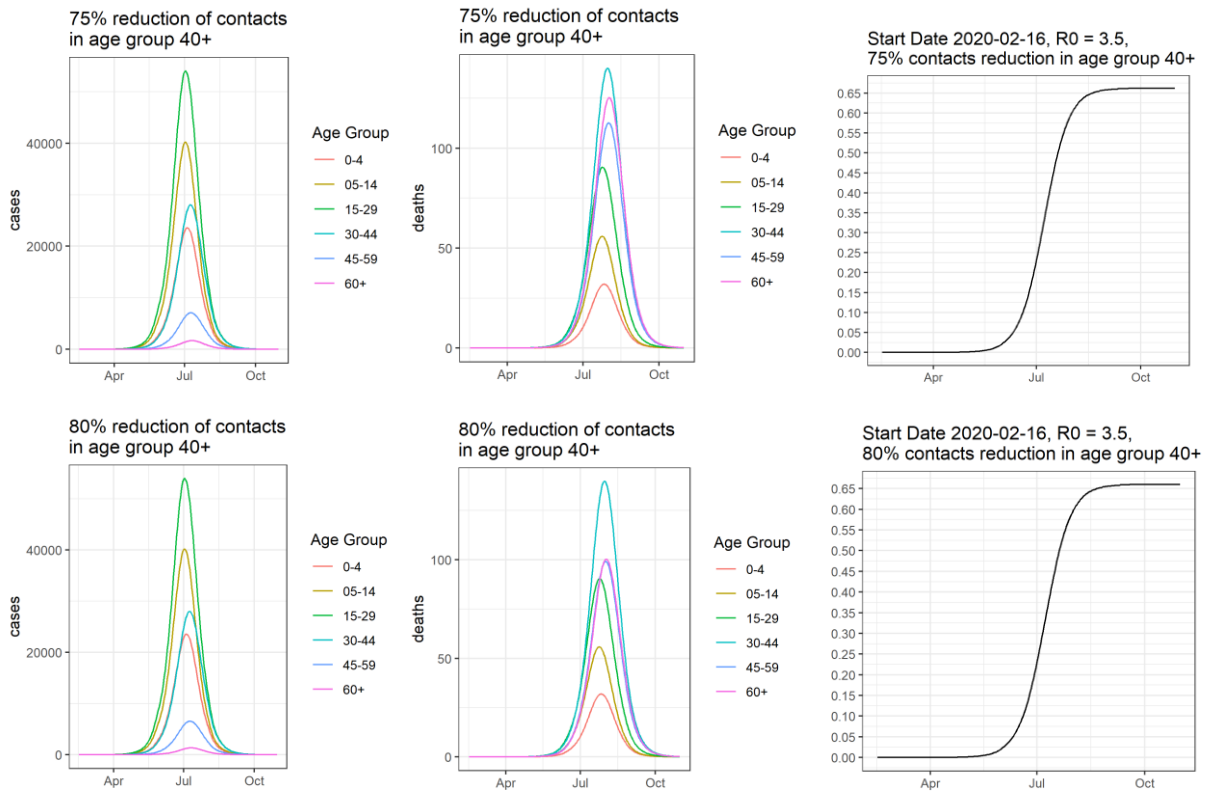 75% reduction of contacts
in age group 40+
cases
40000
20000
0
Apr
Jul
Oct
Age Group
0-4
05-14
15-29
30-44
45-59
60+
75% reduction of contacts
in age group 40+
deaths
100
50
0
Apr
Jul
Oct
Age Group
0-4
05-14
15-29
30-44
45-59
60+
Start Date 2020-02-16, R0 = 3.5,
75% contacts reduction in age group 40+
0.65
0.60
0.55
0.50
0.45
0.40
0.35
0.30
0.25
0.20
0.15
0.10
0.05
0.00
Apr
Jul
Oct
80% reduction of contacts
in age group 40+
cases
40000
20000
0
Apr
Jul
Oct
Age Group
0-4
05-14
15-29
30-44
45-59
60+
80% reduction of contacts
in age group 40+
deaths
100
50
0
Apr
Jul
Oct
Age Group
0-4
05-14
15-29
30-44
45-59
60+
Start Date 2020-02-16, R0 = 3.5,
80% contacts reduction in age group 40+
0.65
0.60
0.55
0.50
0.45
0.40
0.35
0.30
0.25
0.20
0.15
0.10
0.05
0.00
Apr
Jul
Oct